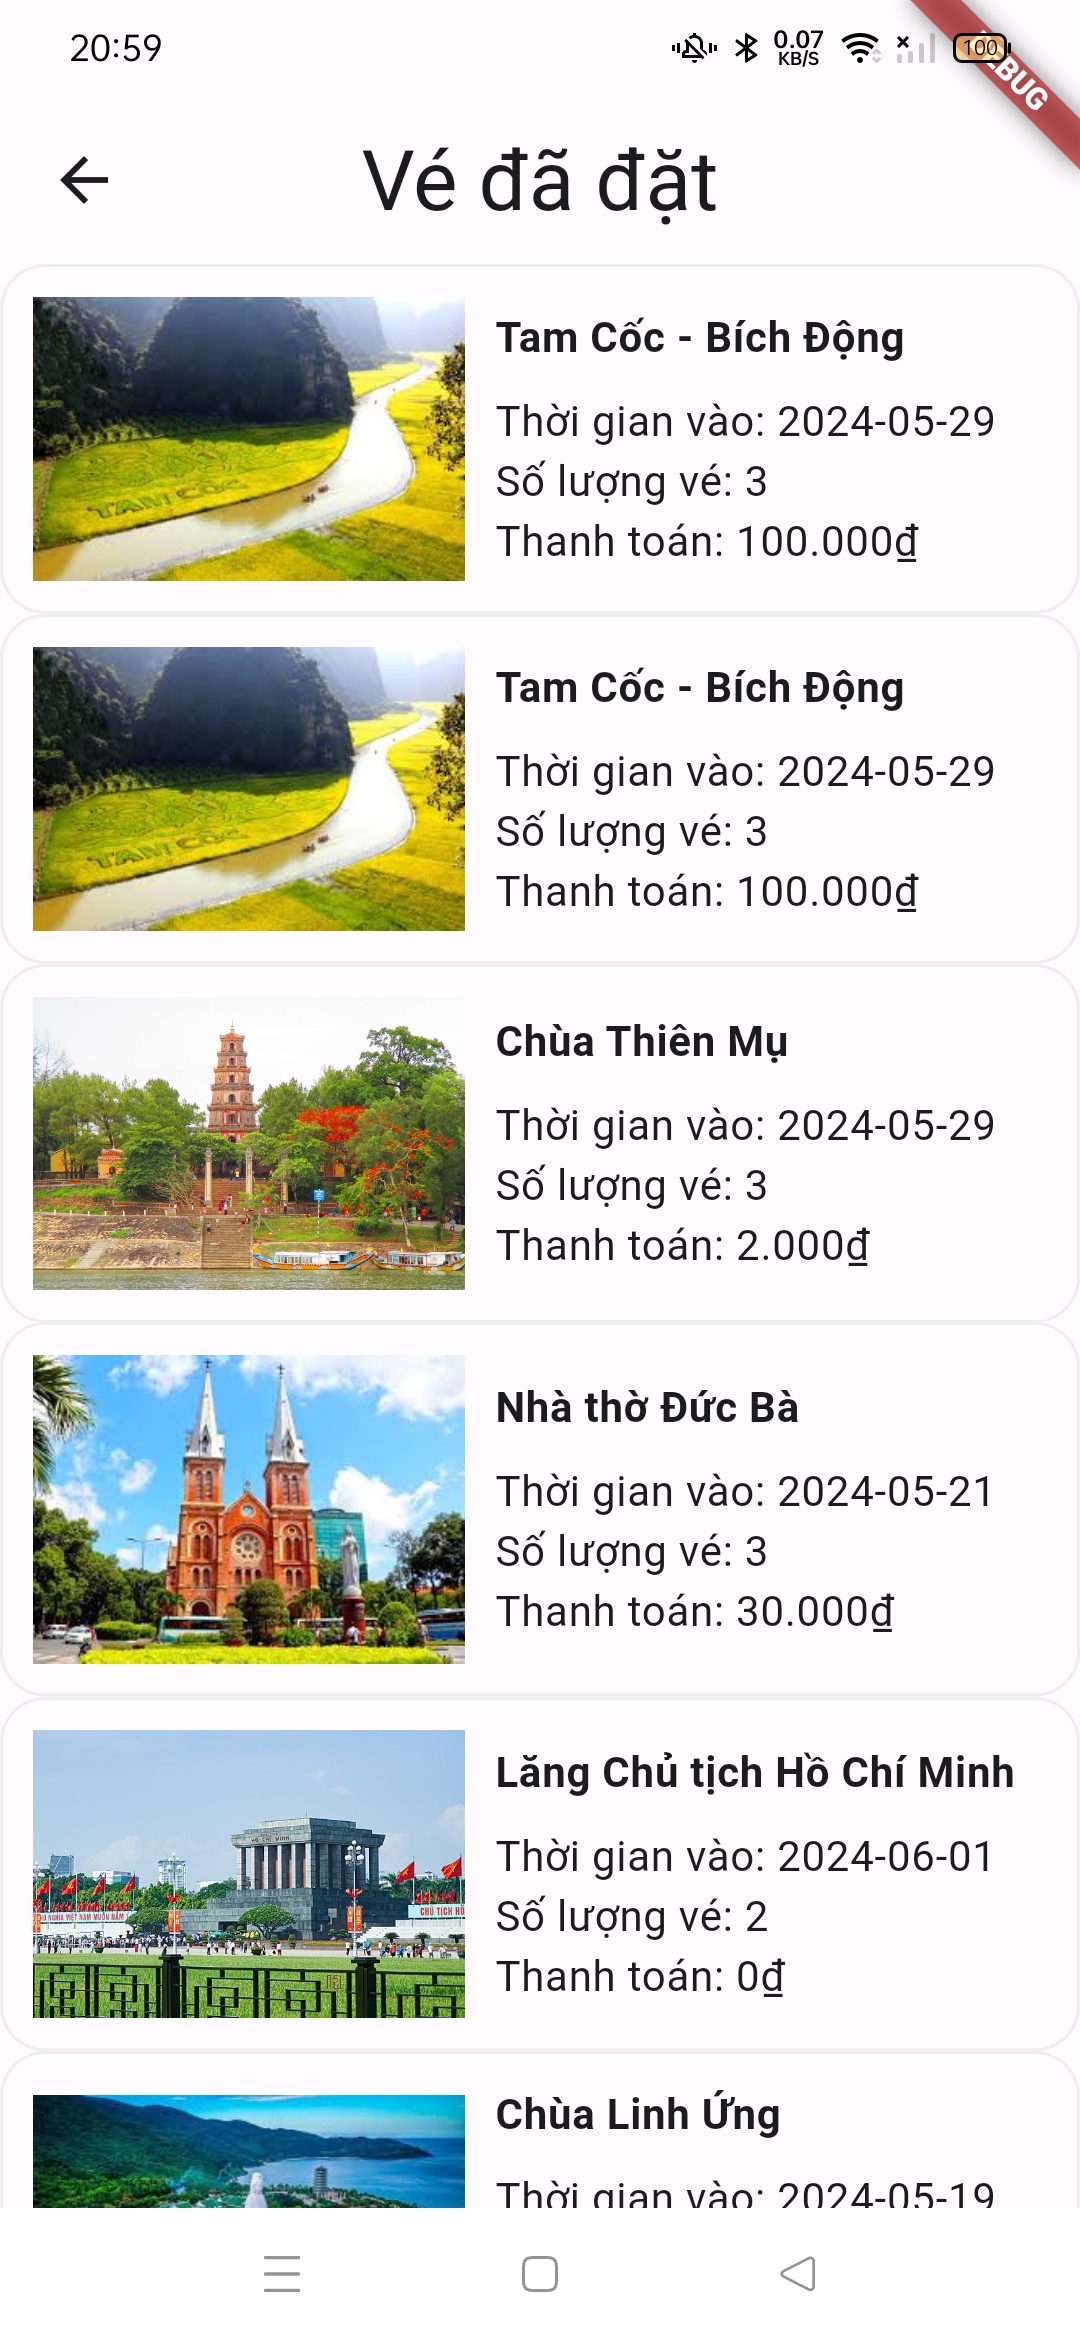 20:59
0.07
KB/S
100
Vé đã đặt
Tam Cốc - Bích Động
Thời gian vào: 2024-05-29
Số lượng vé: 3
Thanh toán: 100.000₫
TAM CỐC
Tam Cốc - Bích Động
Thời gian vào: 2024-05-29
Số lượng vé: 3
Thanh toán: 100.000₫
TAM CỐC
Chùa Thiên Mụ
Thời gian vào: 2024-05-29
Số lượng vé: 3
Thanh toán: 2.000₫
Nhà thờ Đức Bà
Thời gian vào: 2024-05-21
Số lượng vé: 3
Thanh toán: 30.000₫
Lăng Chủ tịch Hồ Chí Minh
Thời gian vào: 2024-06-01
Số lượng vé: 2
Thanh toán: 0₫
Chùa Linh Ứng
Thời gian vào: 2024-05-19